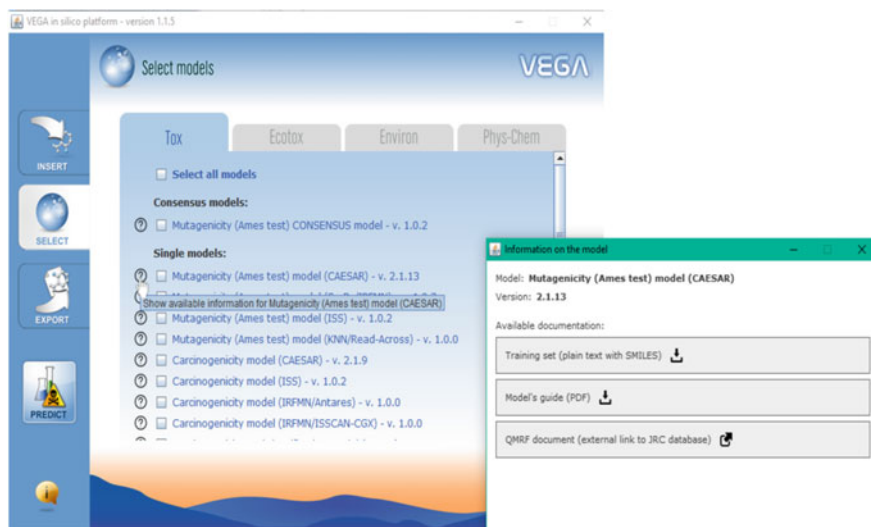 VEGA in silico platform - version 1.1.5
Select models
VEGA
INSERT
SELECT
EXPORT
PREDICT
Tox
Ecotox
Environ
Phys-Chem
Select all models
Consensus models:
Mutagenicity (Ames test) CONSENSUS model - v. 1.0.2
Single models:
Mutagenicity (Ames test) model (CAESAR) - v. 2.1.13
Show available information for Mutagenicity (Ames test) model (CAESAR)
Mutagenicity (Ames test) model (ISS) - v. 1.0.2
Mutagenicity (Ames test) model (KNN/Read-Across) - v. 1.0.0
Carcinogenicity model (CAESAR) - v. 2.1.9
Carcinogenicity model (ISS) - v. 1.0.2
Carcinogenicity model (IRFMN/Antares) - v. 1.0.0
Carcinogenicity model (IRFMN/ISSCAN-CGX) - v. 1.0.0
Information on the model
Model: Mutagenicity (Ames test) model (CAESAR)
Version: 2.1.13
Available documentation:
Training set (plain text with SMILES)
Model's guide (PDF)
QMRF document (external link to JRC database)